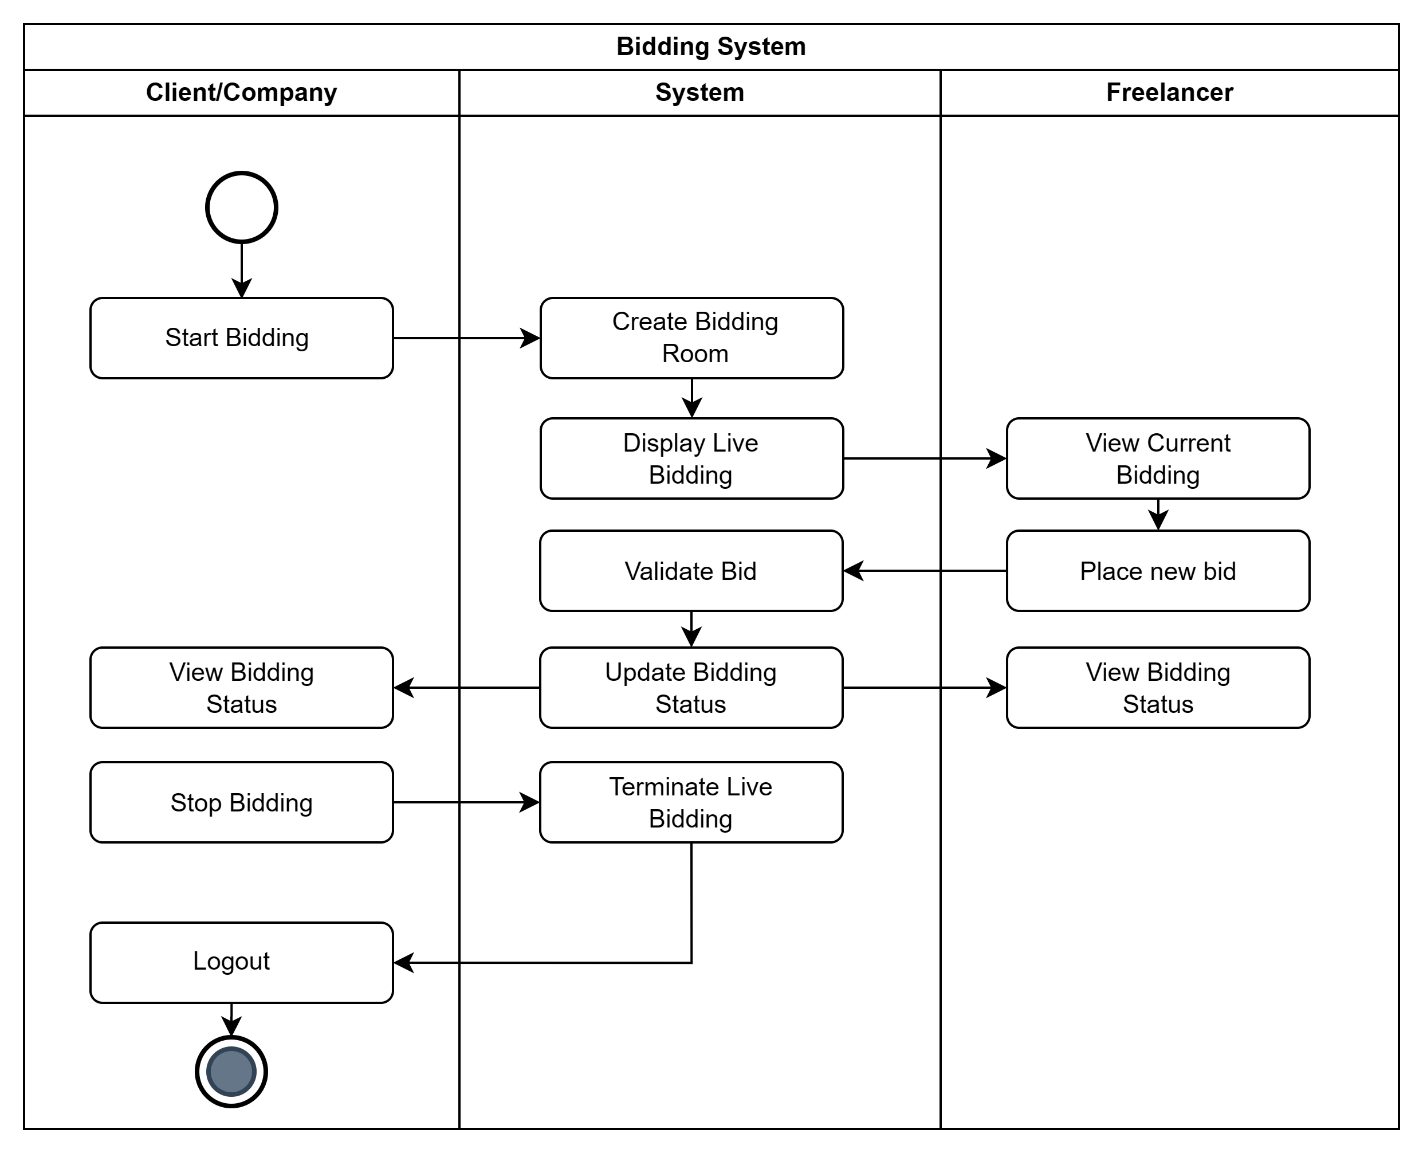 Bidding System
Client/Company
System
Freelancer
Start Bidding
Create Bidding
Room
Display Live
Bidding
View Current
Bidding
Validate Bid
Place new bid
View Bidding
Status
Update Bidding
Status
View Bidding
Status
Stop Bidding
Terminate Live
Bidding
Logout